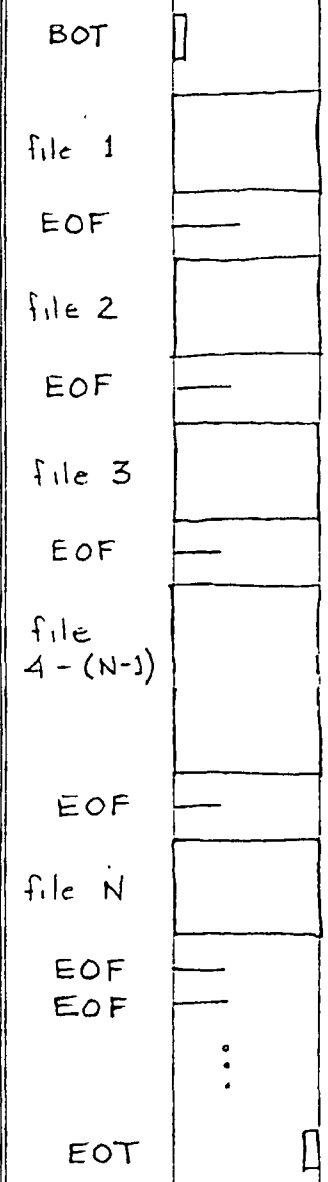 BOT
file 1
EOF
file 2
EOF
file 3
EOF
file
4-(N-1)
EOF
file N
EOF
EOF
EOT